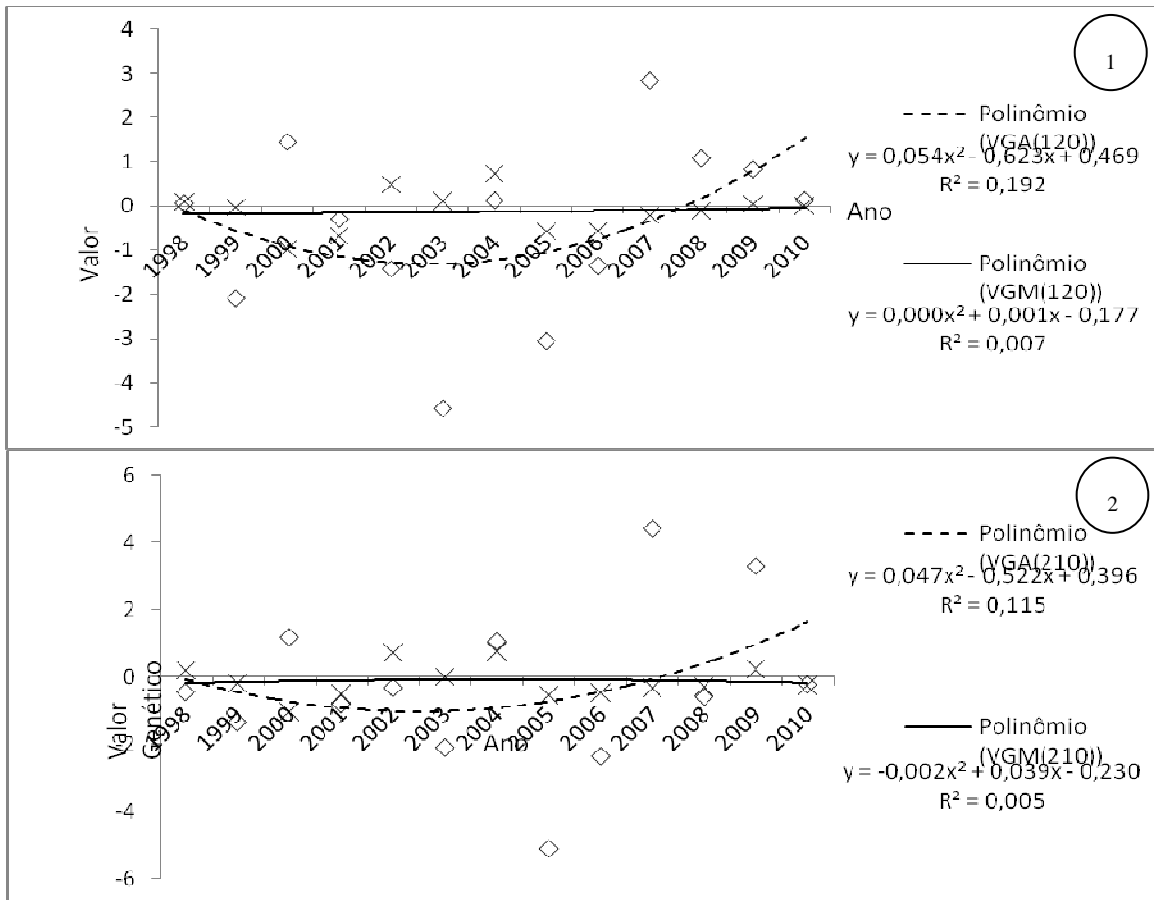 1
4
3
2
1
0
-1
-2
-3
-4
-5
Valor
1998
1999
2000
2001
2002
2003
2004
2005
2006
2007
2008
2009
2010
Ano
Polinômio
(VGA(120))
y = 0,054x² - 0,623x + 0,469
R² = 0,192
Polinômio
(VGM(120))
y = 0,000x² + 0,001x - 0,177
R² = 0,007
2
6
4
2
0
-2
-4
-6
Valor
Genético
1998
1999
2000
2001
2002
2003
2004
2005
2006
2007
2008
2009
2010
Ano
Polinômio
(VGA(210))
y = 0,047x² - 0,522x + 0,396
R² = 0,115
Polinômio
(VGM(210))
y = -0,002x² + 0,039x - 0,230
R² = 0,005